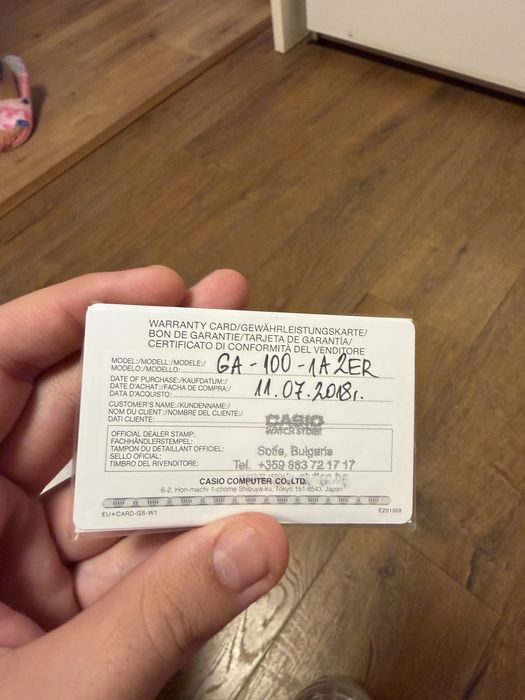 WARRANTY CARD/GEWÄHRLEISTUNGSKARTE/
BON DE GARANTIE/TARJETA DE GARANTÍA/
CERTIFICATO DI CONFORMITÀ DEL VENDITORE
MODEL:/MODELL:/MODELE:/
MODELO:/MODELLO: GA-100-1A2ER
DATE OF PURCHASE:/KAUFDATUM:/
DATE D'ACHAT:/FACHA DE COMPRA:/
DATA D'ACQUISTO: 11.07.2018г.
CUSTOMER'S NAME:/KUNDENNAME:/
NOM DU CLIENT:/NOMBRE DEL CLIENTE:/
DATI CLIENTE:
CASIO
WATCH STORE
OFFICIAL DEALER STAMP:
FACHHÄNDLERSTEMPEL:
TAMPON DU DETAILLANT OFFICIEL:
SELLO OFICIAL:
TIMBRO DEL RIVENDITORE:
Sofia, Bulgaria
Tel. +359 883 72 17 17
CASIO COMPUTER CO.,LTD.
6-2, Hon-machi 1-chome Shibuya-ku, Tokyo 151-8543, Japan
EU※CARD-GS-W1
E201308